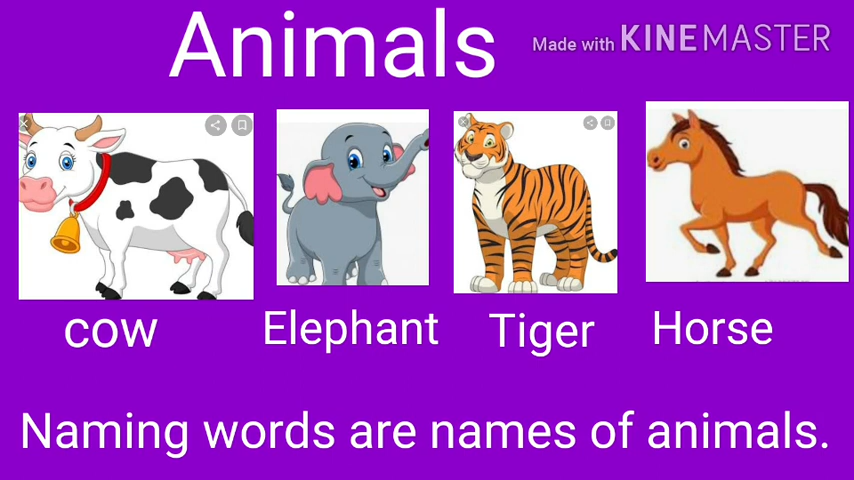 Animals
Made with KINEMASTER
cow
Elephant
Tiger
Horse
Naming words are names of animals.